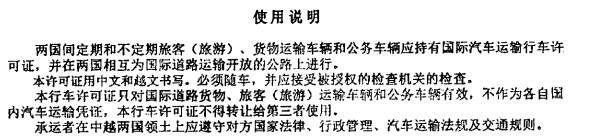 使用说明
两国间定期和不定期旅客（旅游）、货物运输车辆和公务车辆应持有国际汽车运输行车许
可证，并在两国相互为国际道路运输开放的公路上进行。
本许可证用中文和越文书写。必须随车，并应接受被授权的检查机关的检查。
本行车许可证只对国际道路货物、旅客（旅游）运输车辆和公务车辆有效，不作为各自国
内汽车运输凭证，本行车许可证不得转让给第三者使用。
承运者在中越两国领土上应遵守对方国家法律、行政管理、汽车运输法规及交通规则。